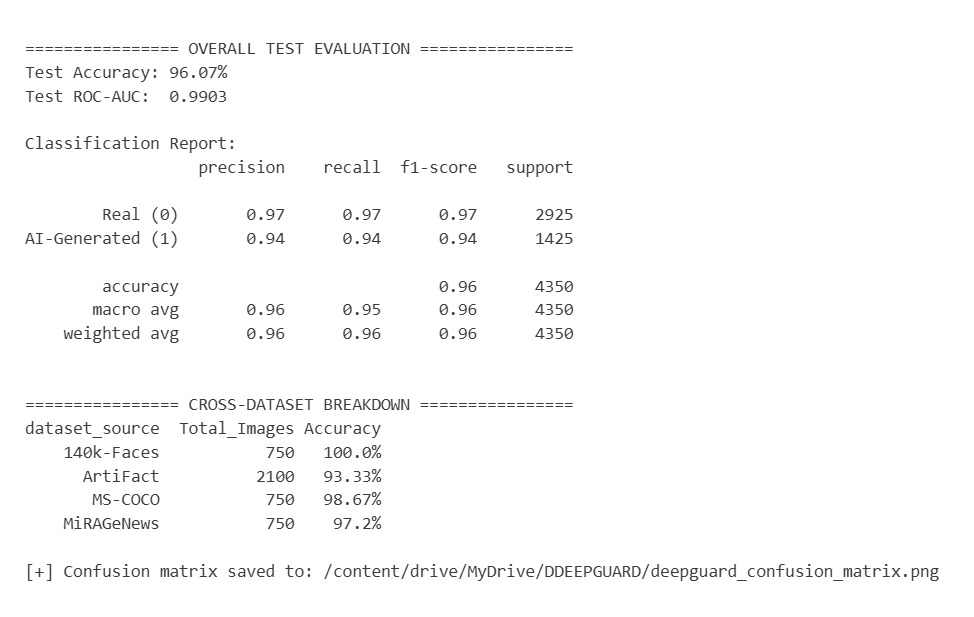 ================ OVERALL TEST EVALUATION ================
Test Accuracy: 96.07%
Test ROC-AUC:  0.9903
Classification Report:
                  precision    recall  f1-score   support
        Real (0)       0.97      0.97      0.97      2925
AI-Generated (1)       0.94      0.94      0.94      1425
        accuracy                           0.96      4350
       macro avg       0.96      0.95      0.96      4350
    weighted avg       0.96      0.96      0.96      4350
================ CROSS-DATASET BREAKDOWN ================
dataset_source  Total_Images Accuracy
    140k-Faces           750   100.0%
      ArtiFact          2100   93.33%
       MS-COCO           750   98.67%
    MiRAGeNews           750    97.2%
[+] Confusion matrix saved to: /content/drive/MyDrive/DDEEPGUARD/deepguard_confusion_matrix.png